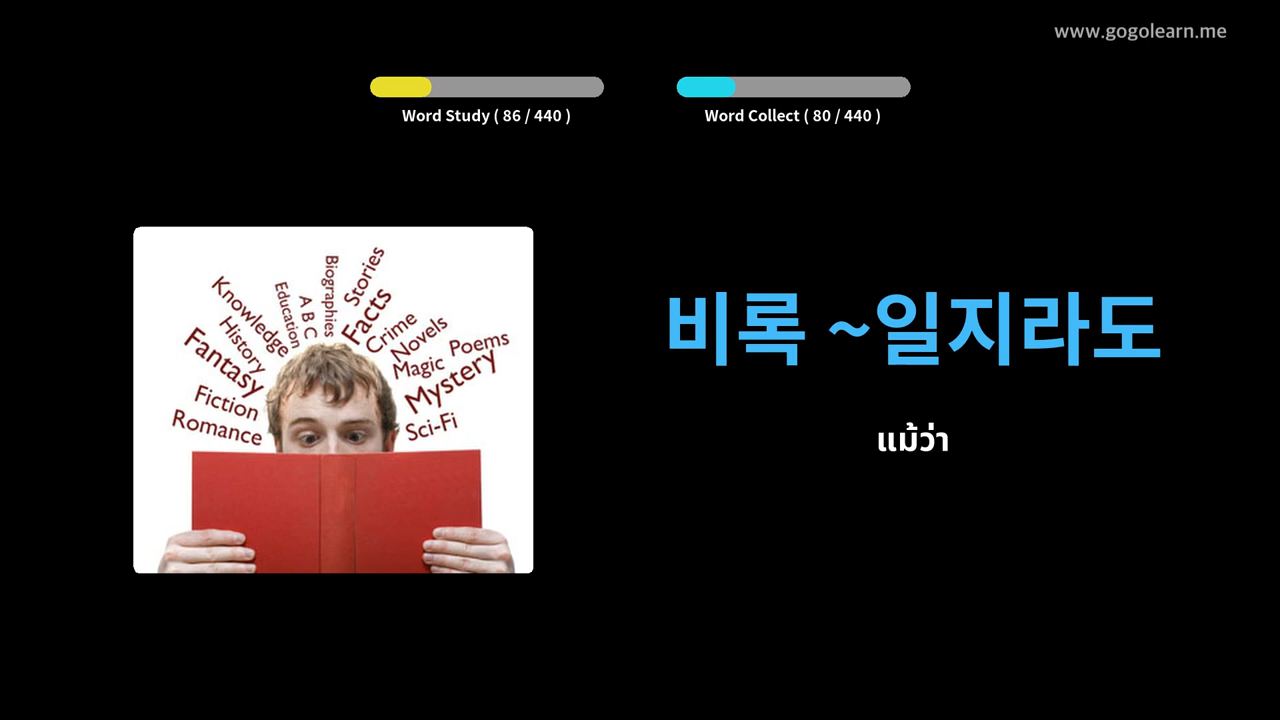 www.gogolearn.me
Word Study ( 86 / 440 )
Word Collect ( 80 / 440 )
Knowledge
History
Fantasy
Fiction
Romance
Education
A B C
Biographies
Stories
Facts
Crime
Novels
Magic
Poems
Mystery
Sci-Fi
비록 ~일지라도
แม้ว่า